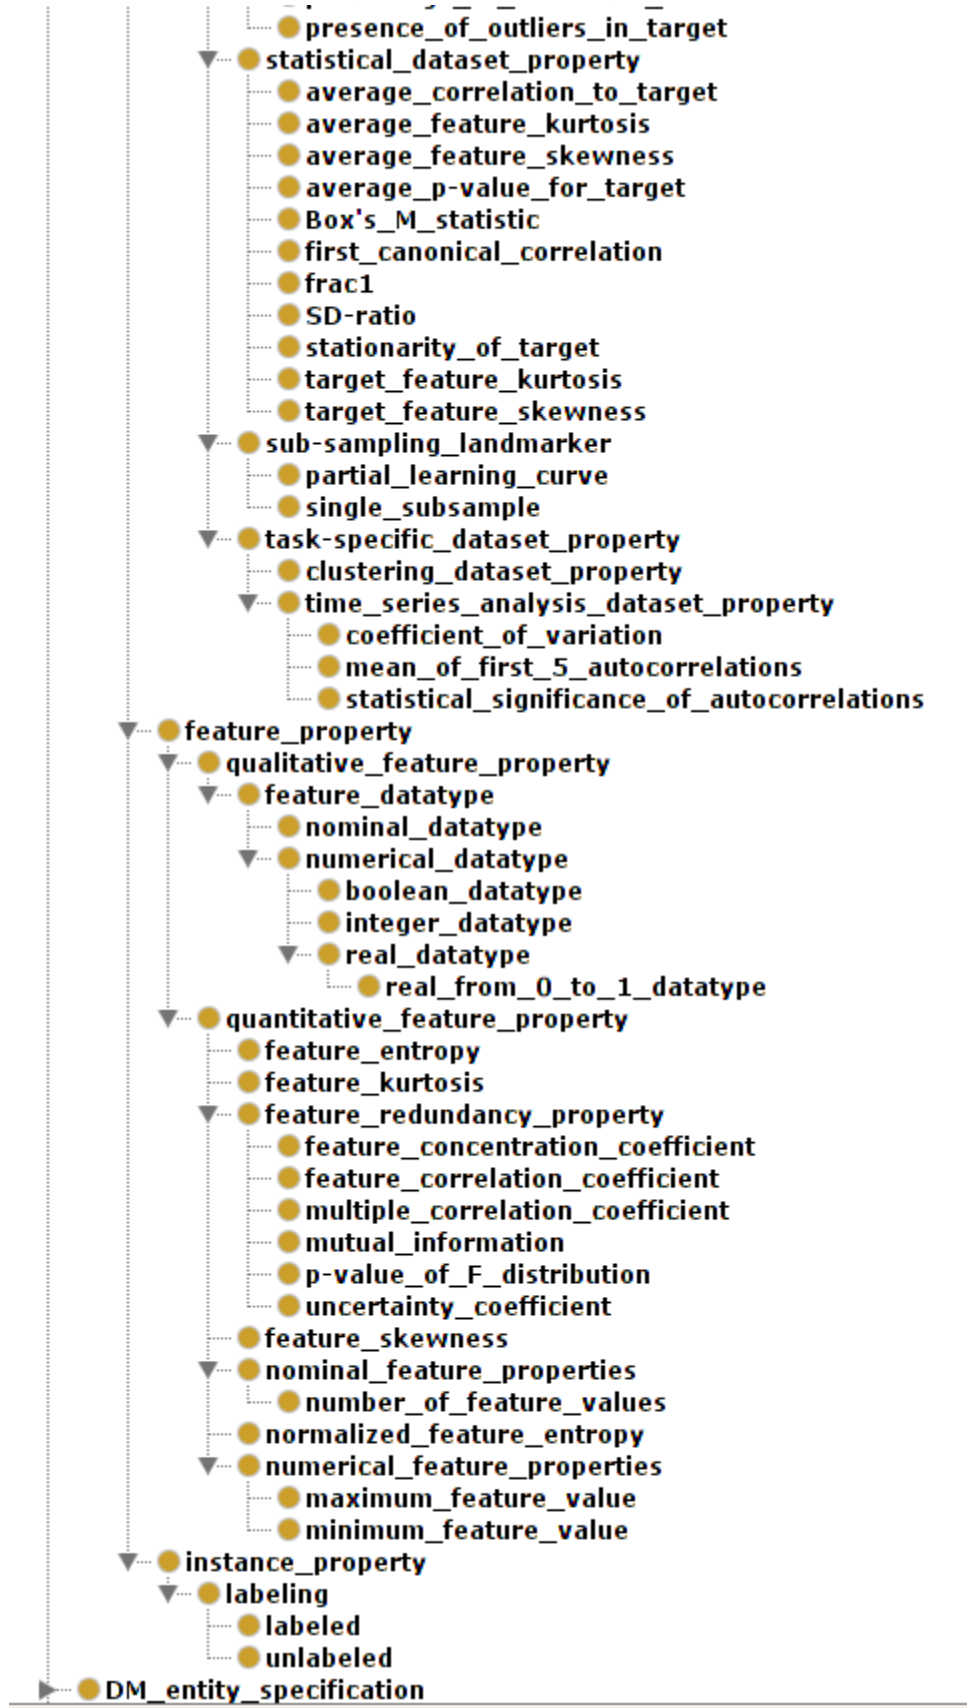 presence_of_outliers_in_target
statistical_dataset_property
average_correlation_to_target
average_feature_kurtosis
average_feature_skewness
average_p-value_for_target
Box's_M_statistic
first_canonical_correlation
frac1
SD-ratio
stationarity_of_target
target_feature_kurtosis
target_feature_skewness
sub-sampling_landmarker
partial_learning_curve
single_subsample
task-specific_dataset_property
clustering_dataset_property
time_series_analysis_dataset_property
coefficient_of_variation
mean_of_first_5_autocorrelations
statistical_significance_of_autocorrelations
feature_property
qualitative_feature_property
feature_datatype
nominal_datatype
numerical_datatype
boolean_datatype
integer_datatype
real_datatype
real_from_0_to_1_datatype
quantitative_feature_property
feature_entropy
feature_kurtosis
feature_redundancy_property
feature_concentration_coefficient
feature_correlation_coefficient
multiple_correlation_coefficient
mutual_information
p-value_of_F_distribution
uncertainty_coefficient
feature_skewness
nominal_feature_properties
number_of_feature_values
normalized_feature_entropy
numerical_feature_properties
maximum_feature_value
minimum_feature_value
instance_property
labeling
labeled
unlabeled
DM_entity_specification